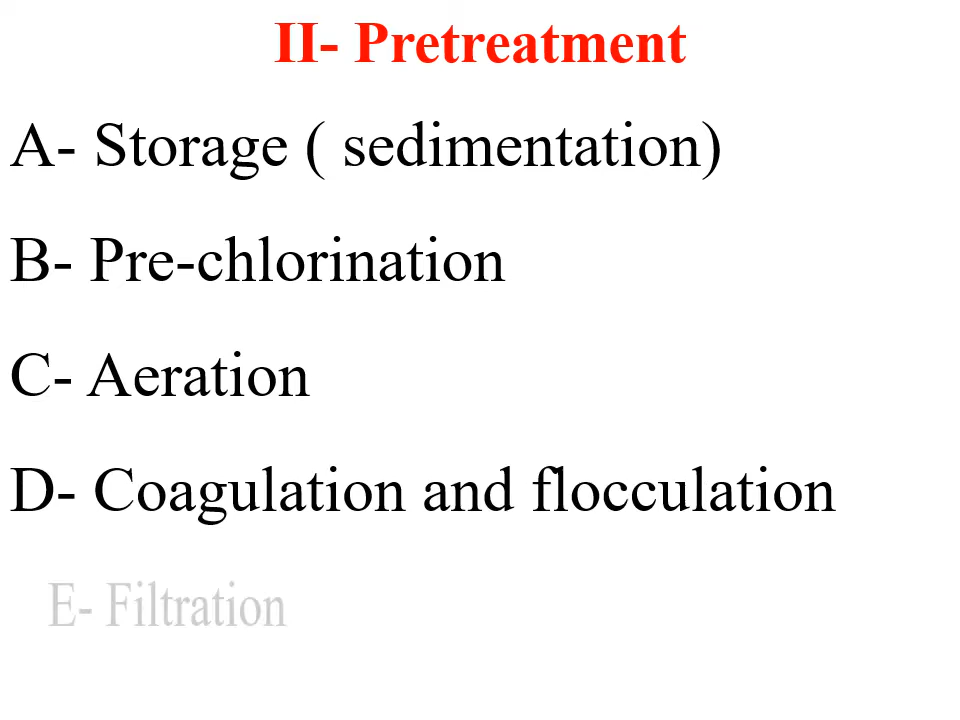 II- Pretreatment
A- Storage ( sedimentation)
B- Pre-chlorination
C- Aeration
D- Coagulation and flocculation
E- Filtration